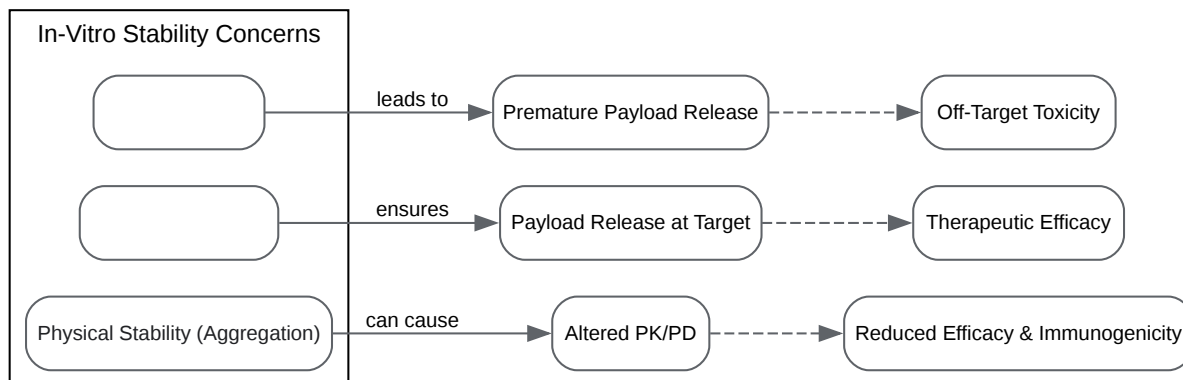 In-Vitro Stability Concerns
leads to
Premature Payload Release
Off-Target Toxicity
ensures
Payload Release at Target
Therapeutic Efficacy
Physical Stability (Aggregation)
can cause
Altered PK/PD
Reduced Efficacy & Immunogenicity